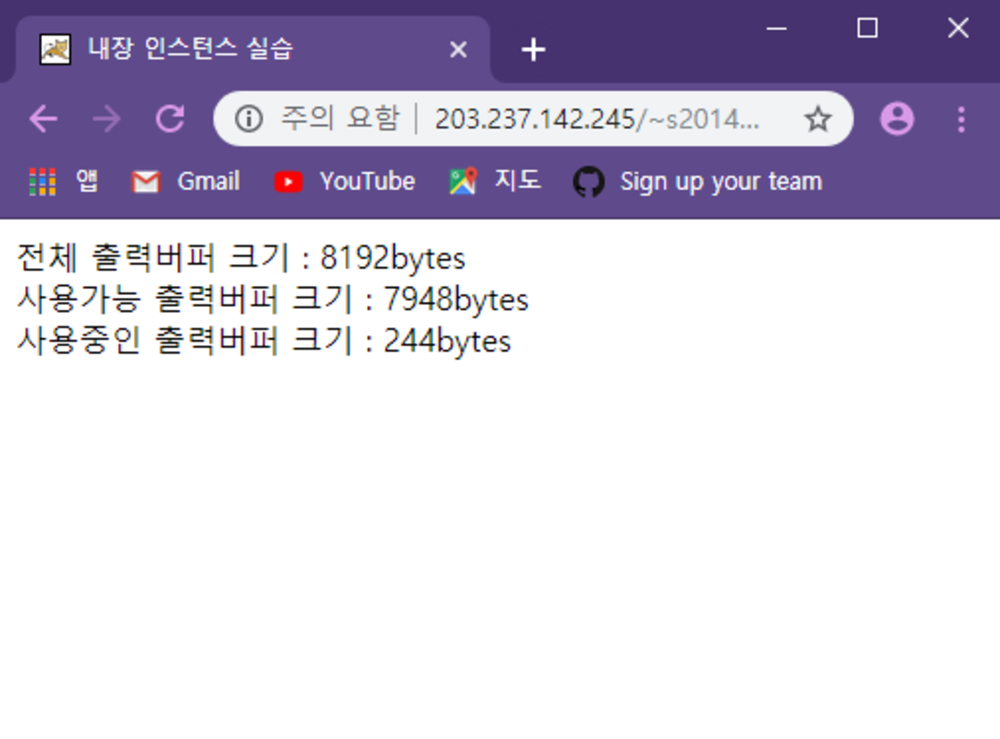 내장 인스턴스 실습
주의 요함 203.237.142.245/~s2014...
앱 Gmail YouTube 지도 Sign up your team
전체 출력버퍼 크기 : 8192bytes
사용가능 출력버퍼 크기 : 7948bytes
사용중인 출력버퍼 크기 : 244bytes